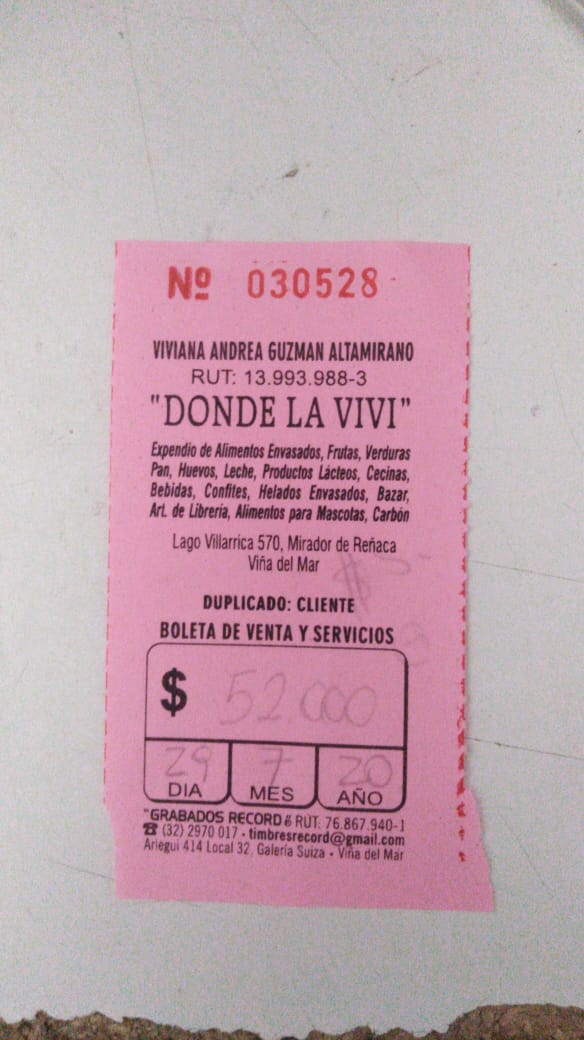 Nº 030528
VIVIANA ANDREA GUZMAN ALTAMIRANO
RUT: 13.993.988-3
"DONDE LA VIVI"
Expendio de Alimentos Envasados, Frutas, Verduras
Pan, Huevos, Leche, Productos Lácteos, Cecinas,
Bebidas, Confites, Helados Envasados, Bazar,
Art. de Librería, Alimentos para Mascotas, Carbón
Lago Villarrica 570, Mirador de Reñaca
Viña del Mar
DUPLICADO: CLIENTE
BOLETA DE VENTA Y SERVICIOS
$ 52.000
29 7 20
DIA MES AÑO
GRABADOS RECORD RUT: 76.867.940-1
(32) 2970 017 - timbresrecord@gmail.com
Arlegui 414 Local 32, Galería Suiza - Viña del Mar